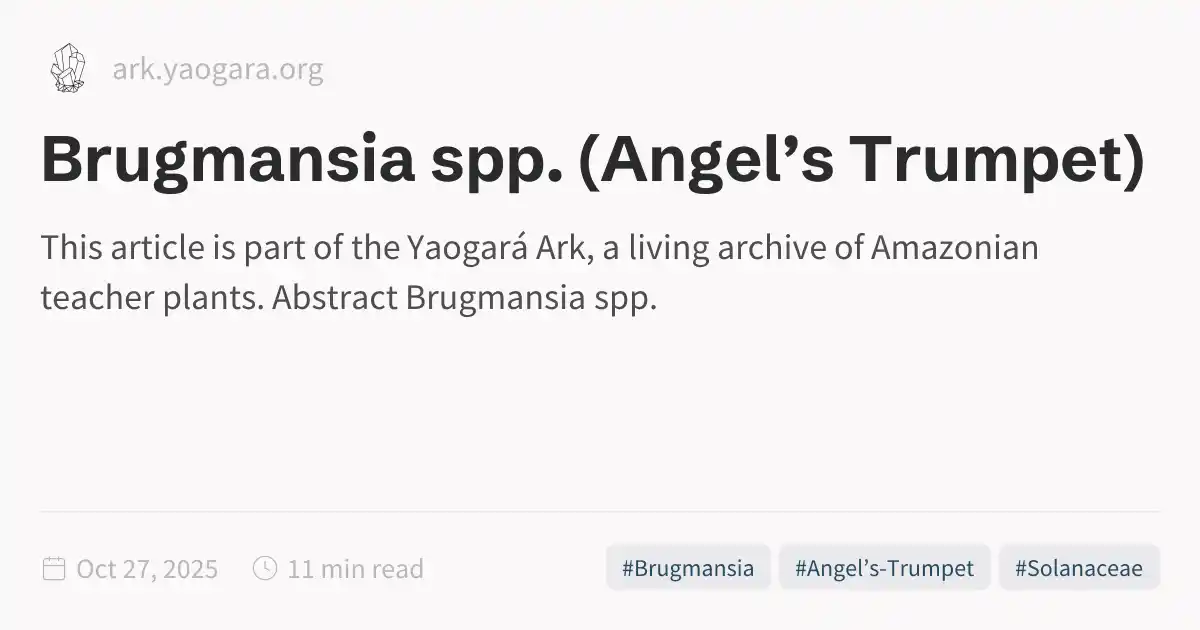 ark.yaogara.org
Brugmansia spp. (Angel’s Trumpet)
This article is part of the Yaogará Ark, a living archive of Amazonian
teacher plants. Abstract Brugmansia spp.
Oct 27, 2025 11 min read #Brugmansia #Angel’s-Trumpet #Solanaceae